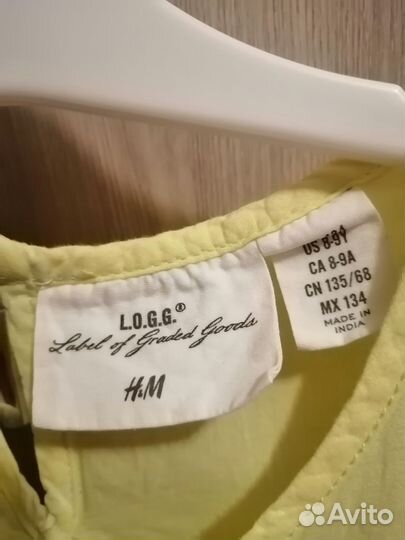 L.O.G.G.®
Label of Graded Goods
H&M
US 8-9Y
CA 8-9A
CN 135/68
MX 134
MADE IN
INDIA
Avito